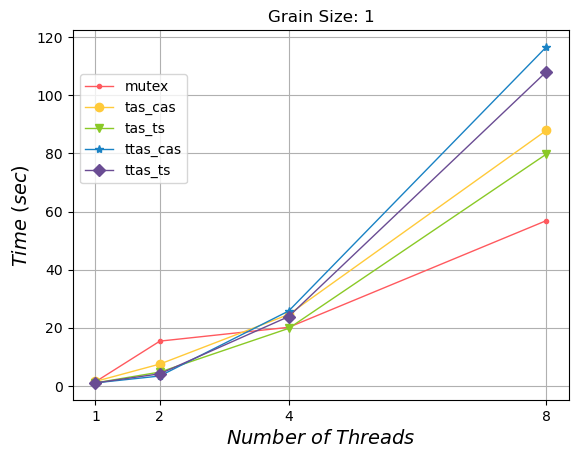 Grain Size: 1
120
100
80
60
40
20
0
mutex
tas_cas
tas_ts
ttas_cas
ttas_ts
Time (sec)
1 2 4 8
Number of Threads